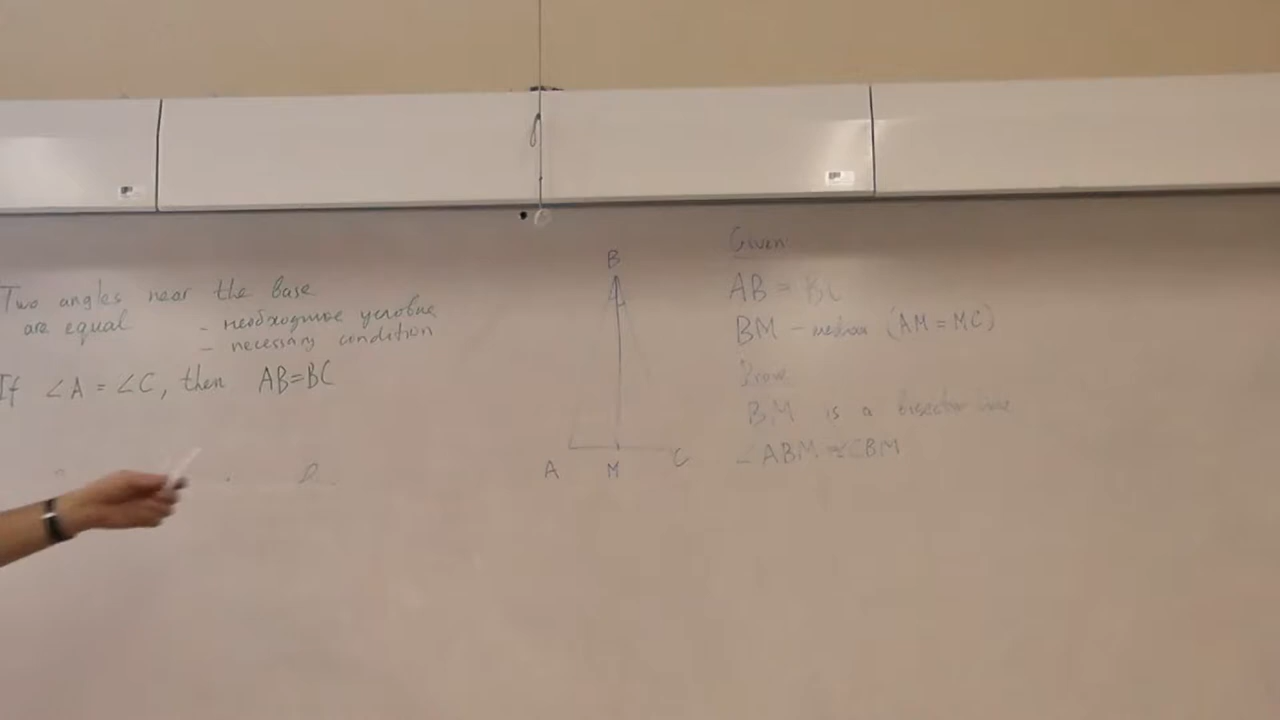 Two angles near the base
are equal
- необходимое условие
- necessary condition
If ∠A = ∠C, then AB=BC
B
A
M
C
Given:
AB = BC
BM - median (AM = MC)
Prove
BM is a bisector line
∠ABM ≅ CBM